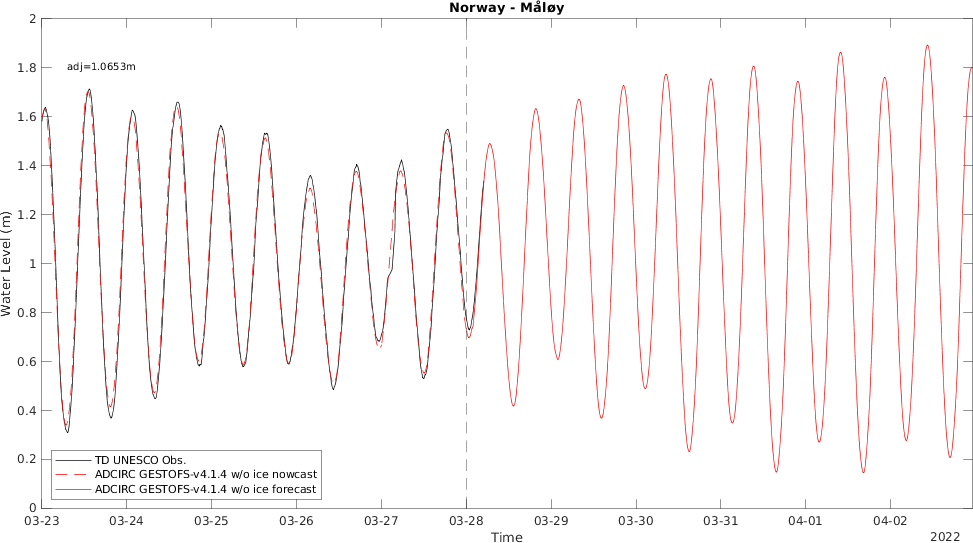 Norway - Måløy
adj=1.0653m
Water Level (m)
2
1.8
1.6
1.4
1.2
1
0.8
0.6
0.4
0.2
0
TD UNESCO Obs.
ADCIRC GESTOFS-v4.1.4 w/o ice nowcast
ADCIRC GESTOFS-v4.1.4 w/o ice forecast
03-23 03-24 03-25 03-26 03-27 03-28 03-29 03-30 03-31 04-01 04-02
Time
2022